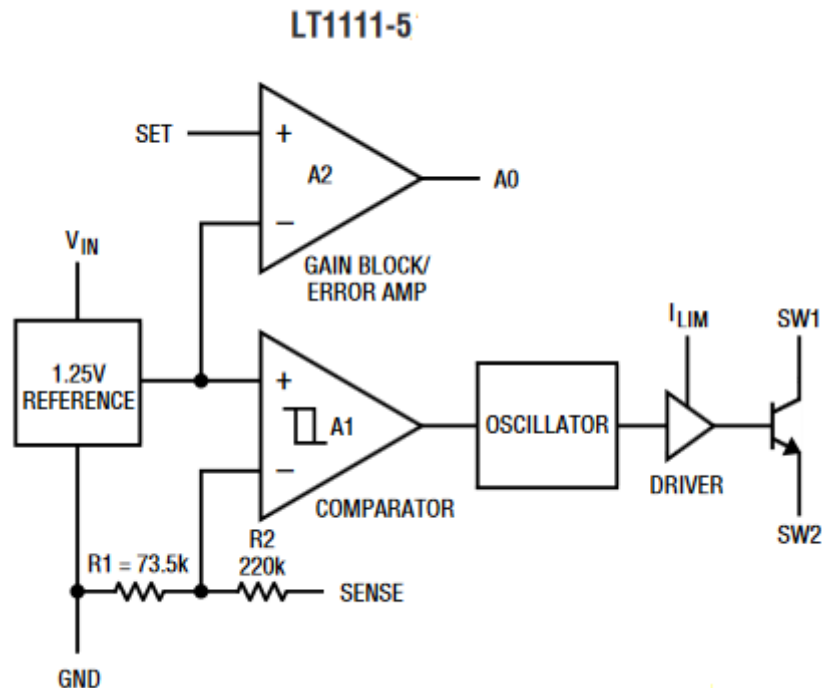 LT1111-5
SET
+
A2
−
A0
GAIN BLOCK/
ERROR AMP
VIN
1.25V
REFERENCE
+
A1
−
COMPARATOR
OSCILLATOR
ILIM
DRIVER
SW1
SW2
R1 = 73.5k
R2
220k
SENSE
GND